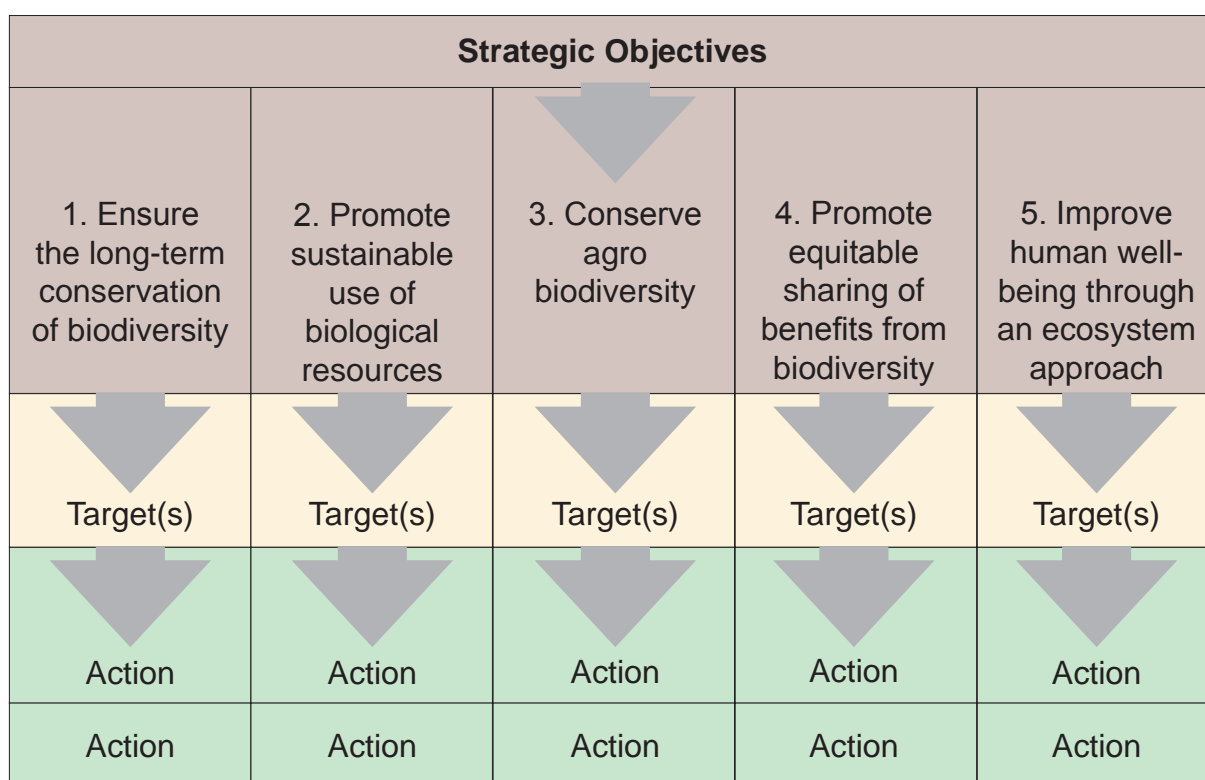 Strategic Objectives
1. Ensure
the long-term
conservation
of biodiversity
2. Promote
sustainable
use of
biological
resources
3. Conserve
agro
biodiversity
4. Promote
equitable
sharing of
benefits from
biodiversity
5. Improve
human well-
being through
an ecosystem
approach
Target(s)
Target(s)
Target(s)
Target(s)
Target(s)
Action
Action
Action
Action
Action
Action
Action
Action
Action
Action